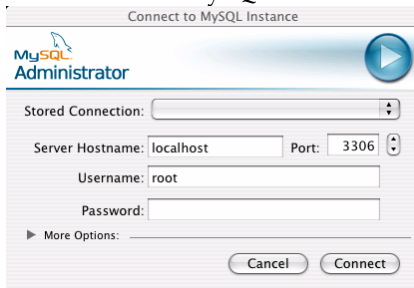 Connect to MySQL Instance
MySQL
Administrator
Stored Connection:
Server Hostname: localhost Port: 3306
Username: root
Password:
More Options:
Cancel Connect